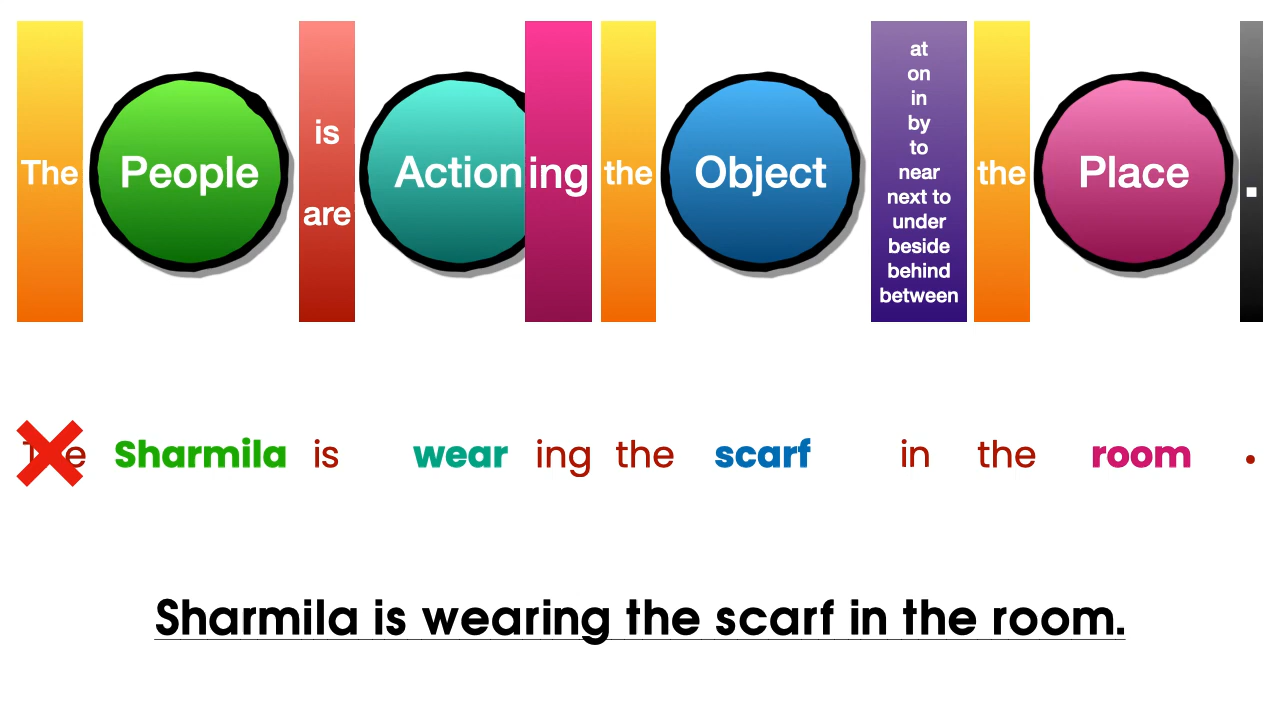 The People is are Action ing the Object at on in by to near next to under beside behind between the Place .
The Sharmila is wear ing the scarf in the room .
Sharmila is wearing the scarf in the room.